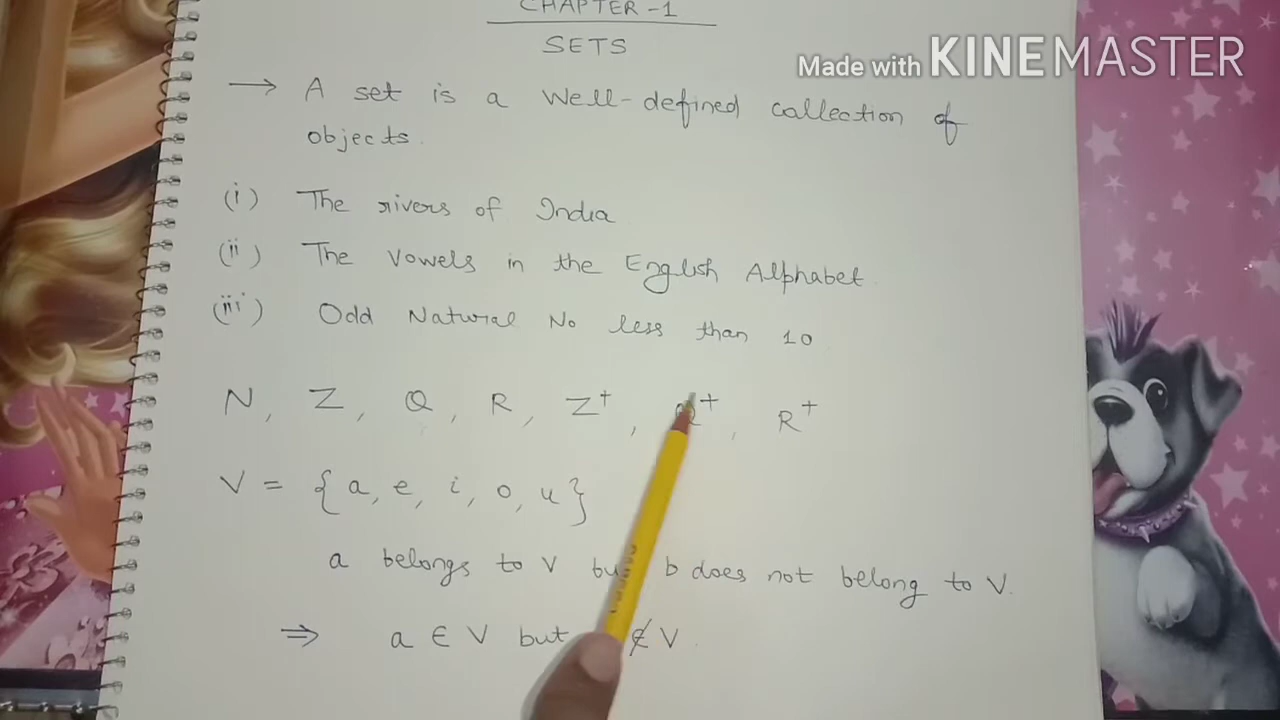 CHAPTER-1
SETS
Made with KINEMASTER
→ A set is a well-defined collection of
objects.
(i) The rivers of India
(ii) The Vowels in the English Alphabet.
(iii) Odd Natural No less than 10
N, Z, Q, R, Z⁺, Q⁺, R⁺
V = {a, e, i, o, u}
a belongs to V but b does not belong to V.
⇒ a ∈ V but ∉ V.